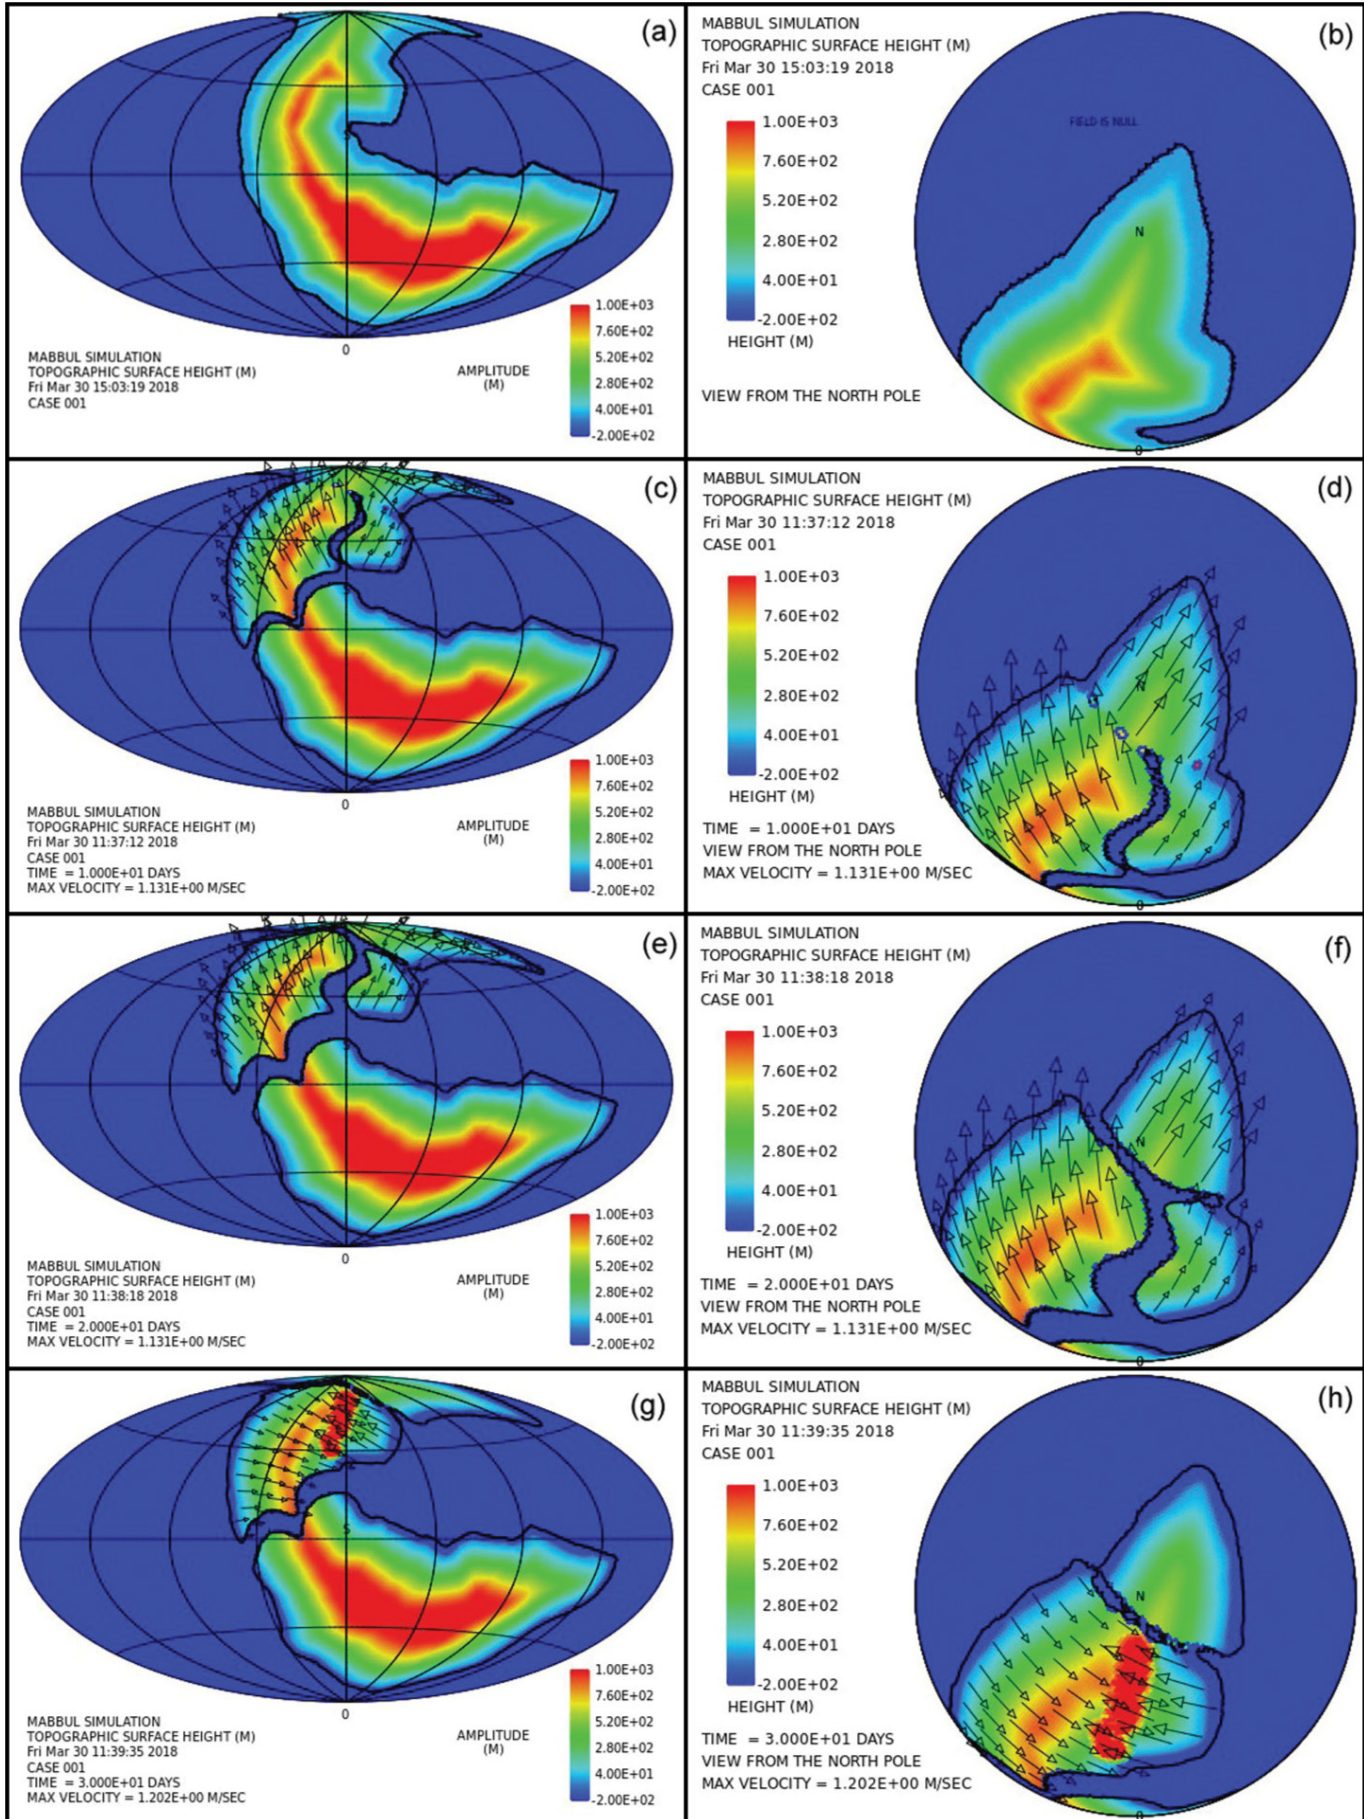 (a)
1.00E+03
7.60E+02
5.20E+02
2.80E+02
4.00E+01
-2.00E+02
0
MABBUL SIMULATION
TOPOGRAPHIC SURFACE HEIGHT (M)
Fri Mar 30 15:03:19 2018
CASE 001
AMPLITUDE
(M)
MABBUL SIMULATION
TOPOGRAPHIC SURFACE HEIGHT (M)
Fri Mar 30 15:03:19 2018
CASE 001
(b)
1.00E+03
7.60E+02
5.20E+02
2.80E+02
4.00E+01
-2.00E+02
HEIGHT (M)
VIEW FROM THE NORTH POLE
FIELD IS NULL
N
0
(c)
1.00E+03
7.60E+02
5.20E+02
2.80E+02
4.00E+01
-2.00E+02
0
MABBUL SIMULATION
TOPOGRAPHIC SURFACE HEIGHT (M)
Fri Mar 30 11:37:12 2018
CASE 001
TIME = 1.000E+01 DAYS
MAX VELOCITY = 1.131E+00 M/SEC
AMPLITUDE
(M)
MABBUL SIMULATION
TOPOGRAPHIC SURFACE HEIGHT (M)
Fri Mar 30 11:37:12 2018
CASE 001
(d)
1.00E+03
7.60E+02
5.20E+02
2.80E+02
4.00E+01
-2.00E+02
HEIGHT (M)
TIME = 1.000E+01 DAYS
VIEW FROM THE NORTH POLE
MAX VELOCITY = 1.131E+00 M/SEC
N
0
(e)
1.00E+03
7.60E+02
5.20E+02
2.80E+02
4.00E+01
-2.00E+02
0
MABBUL SIMULATION
TOPOGRAPHIC SURFACE HEIGHT (M)
Fri Mar 30 11:38:18 2018
CASE 001
TIME = 2.000E+01 DAYS
MAX VELOCITY = 1.131E+00 M/SEC
AMPLITUDE
(M)
MABBUL SIMULATION
TOPOGRAPHIC SURFACE HEIGHT (M)
Fri Mar 30 11:38:18 2018
CASE 001
(f)
1.00E+03
7.60E+02
5.20E+02
2.80E+02
4.00E+01
-2.00E+02
HEIGHT (M)
TIME = 2.000E+01 DAYS
VIEW FROM THE NORTH POLE
MAX VELOCITY = 1.131E+00 M/SEC
N
0
(g)
S
1.00E+03
7.60E+02
5.20E+02
2.80E+02
4.00E+01
-2.00E+02
0
MABBUL SIMULATION
TOPOGRAPHIC SURFACE HEIGHT (M)
Fri Mar 30 11:39:35 2018
CASE 001
TIME = 3.000E+01 DAYS
MAX VELOCITY = 1.202E+00 M/SEC
AMPLITUDE
(M)
MABBUL SIMULATION
TOPOGRAPHIC SURFACE HEIGHT (M)
Fri Mar 30 11:39:35 2018
CASE 001
(h)
1.00E+03
7.60E+02
5.20E+02
2.80E+02
4.00E+01
-2.00E+02
HEIGHT (M)
TIME = 3.000E+01 DAYS
VIEW FROM THE NORTH POLE
MAX VELOCITY = 1.202E+00 M/SEC
N
0